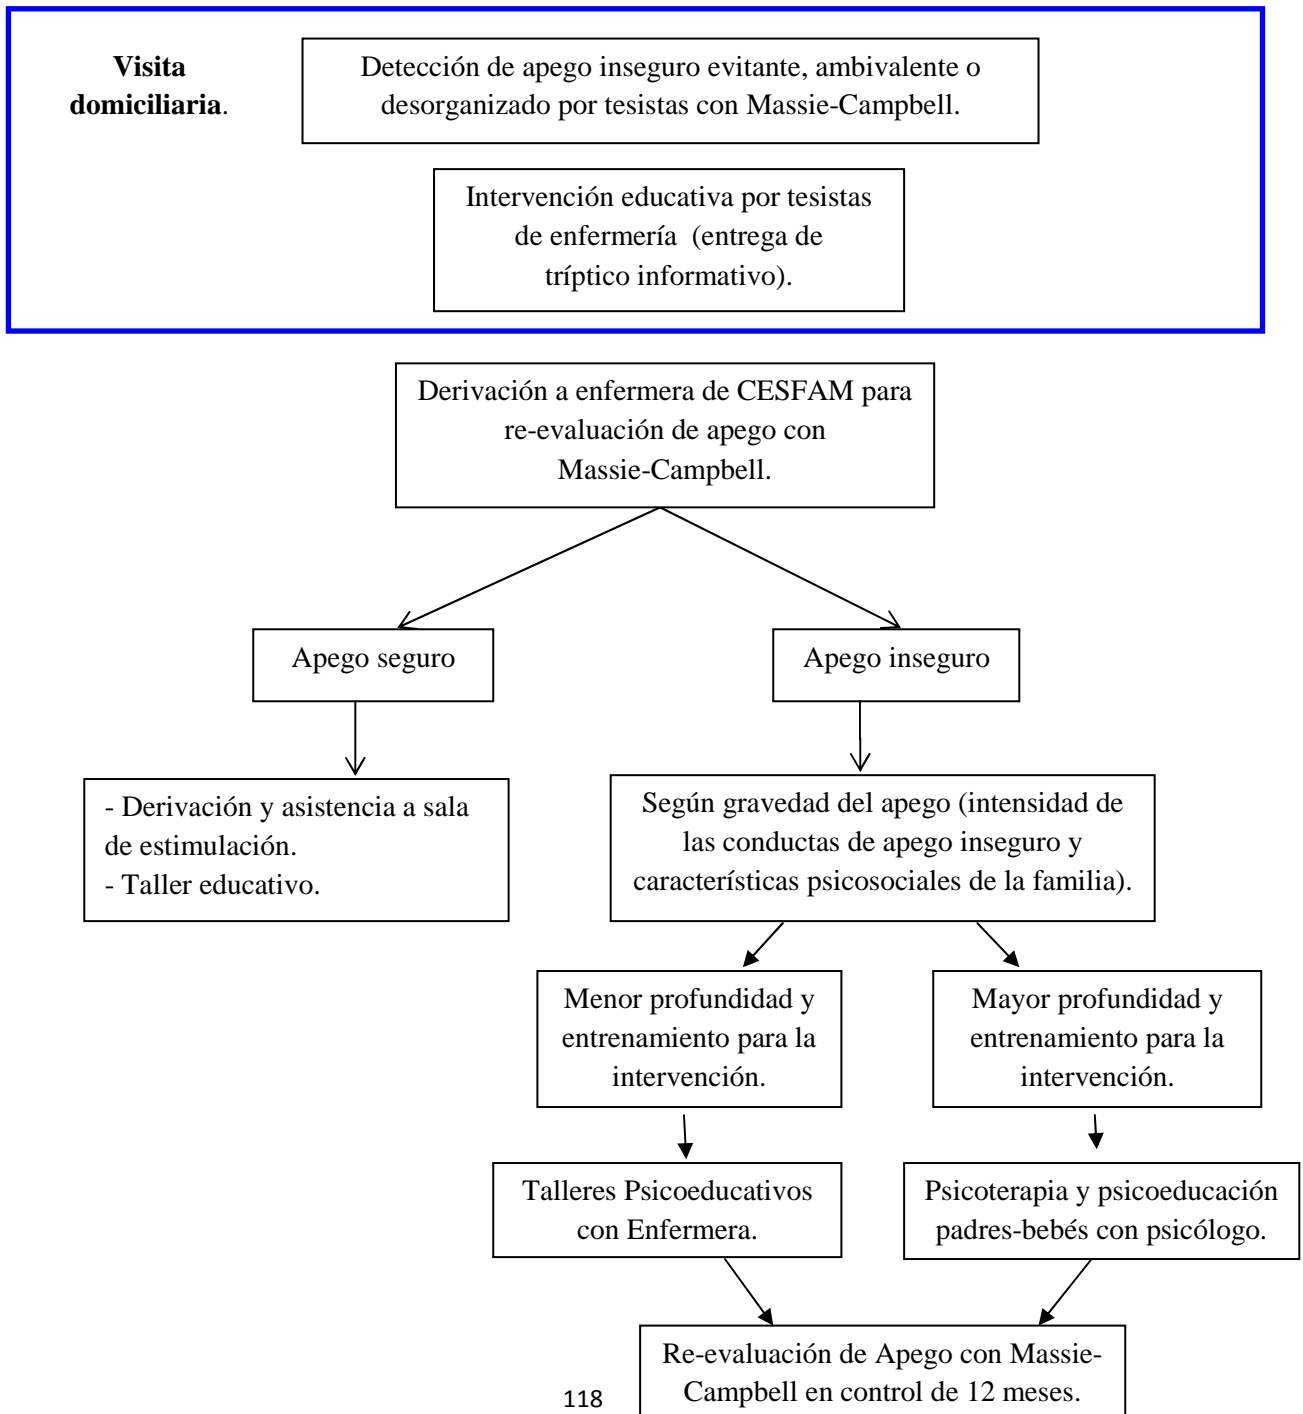 Visita
domiciliaria.
Detección de apego inseguro evitante, ambivalente o
desorganizado por tesistas con Massie-Campbell.
Intervención educativa por tesistas
de enfermería (entrega de
tríptico informativo).
Derivación a enfermera de CESFAM para
re-evaluación de apego con
Massie-Campbell.
Apego seguro
Apego inseguro
- Derivación y asistencia a sala
de estimulación.
- Taller educativo.
Según gravedad del apego (intensidad de
las conductas de apego inseguro y
características psicosociales de la familia).
Menor profundidad y
entrenamiento para la
intervención.
Mayor profundidad y
entrenamiento para la
intervención.
Talleres Psicoeducativos
con Enfermera.
Psicoterapia y psicoeducación
padres-bebés con psicólogo.
Re-evaluación de Apego con Massie-
Campbell en control de 12 meses.
118